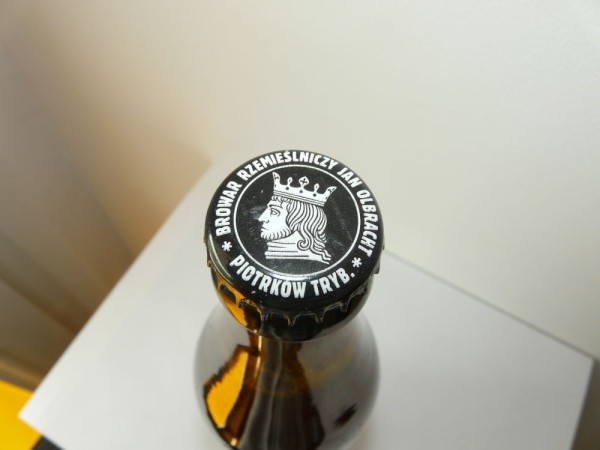 BROWAR RZEMIEŚLNICZY JAN OLBRACHT
* PIOTRKÓW TRYB. *